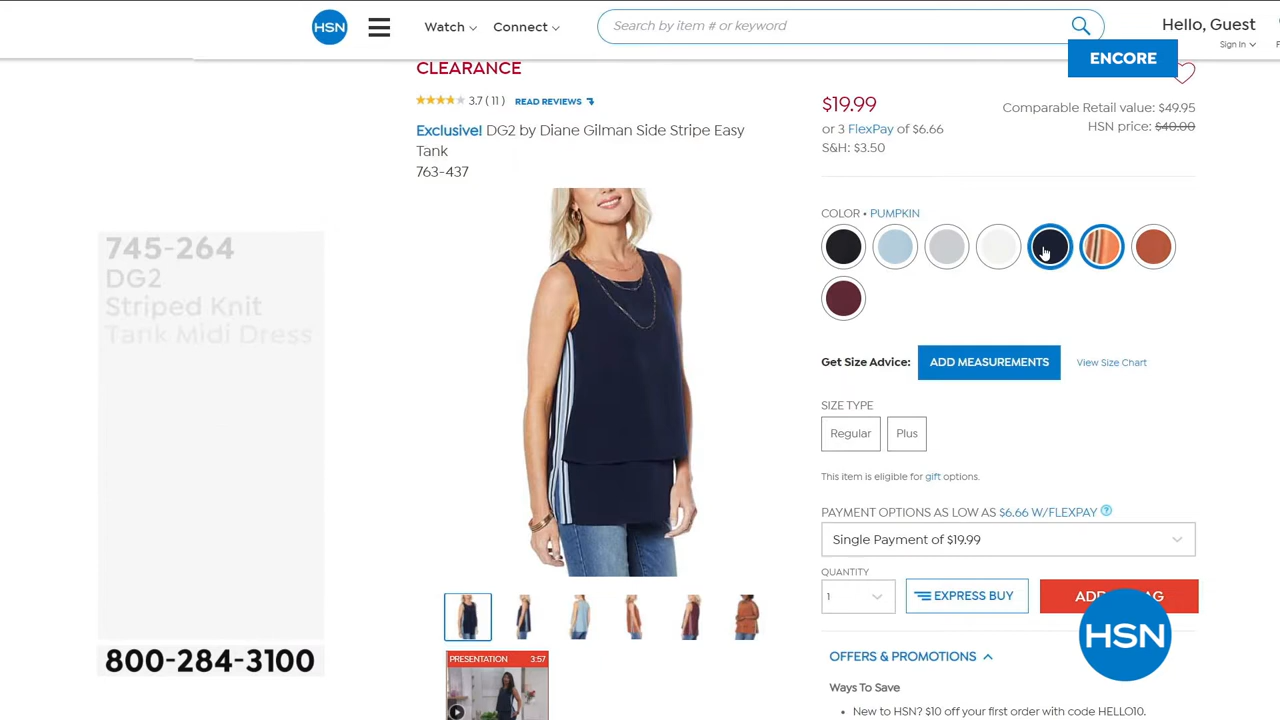 HSN
Watch
Connect
Search by item # or keyword
Hello, Guest
Sign In
ENCORE
CLEARANCE
3.7 ( 11 ) READ REVIEWS
Exclusive! DG2 by Diane Gilman Side Stripe Easy
Tank
763-437
$19.99
or 3 FlexPay of $6.66
S&H: $3.50
Comparable Retail value: $49.95
HSN price: $40.00
COLOR • PUMPKIN
Get Size Advice: ADD MEASUREMENTS View Size Chart
SIZE TYPE
Regular Plus
This item is eligible for gift options.
PAYMENT OPTIONS AS LOW AS $6.66 W/FLEXPAY ?
Single Payment of $19.99
QUANTITY
1
EXPRESS BUY
HSN
OFFERS & PROMOTIONS
Ways To Save
• New to HSN? $10 off your first order with code HELLO10.
PRESENTATION 3:57
745-264
DG2
Striped Knit
Tank Midi Dress
800-284-3100